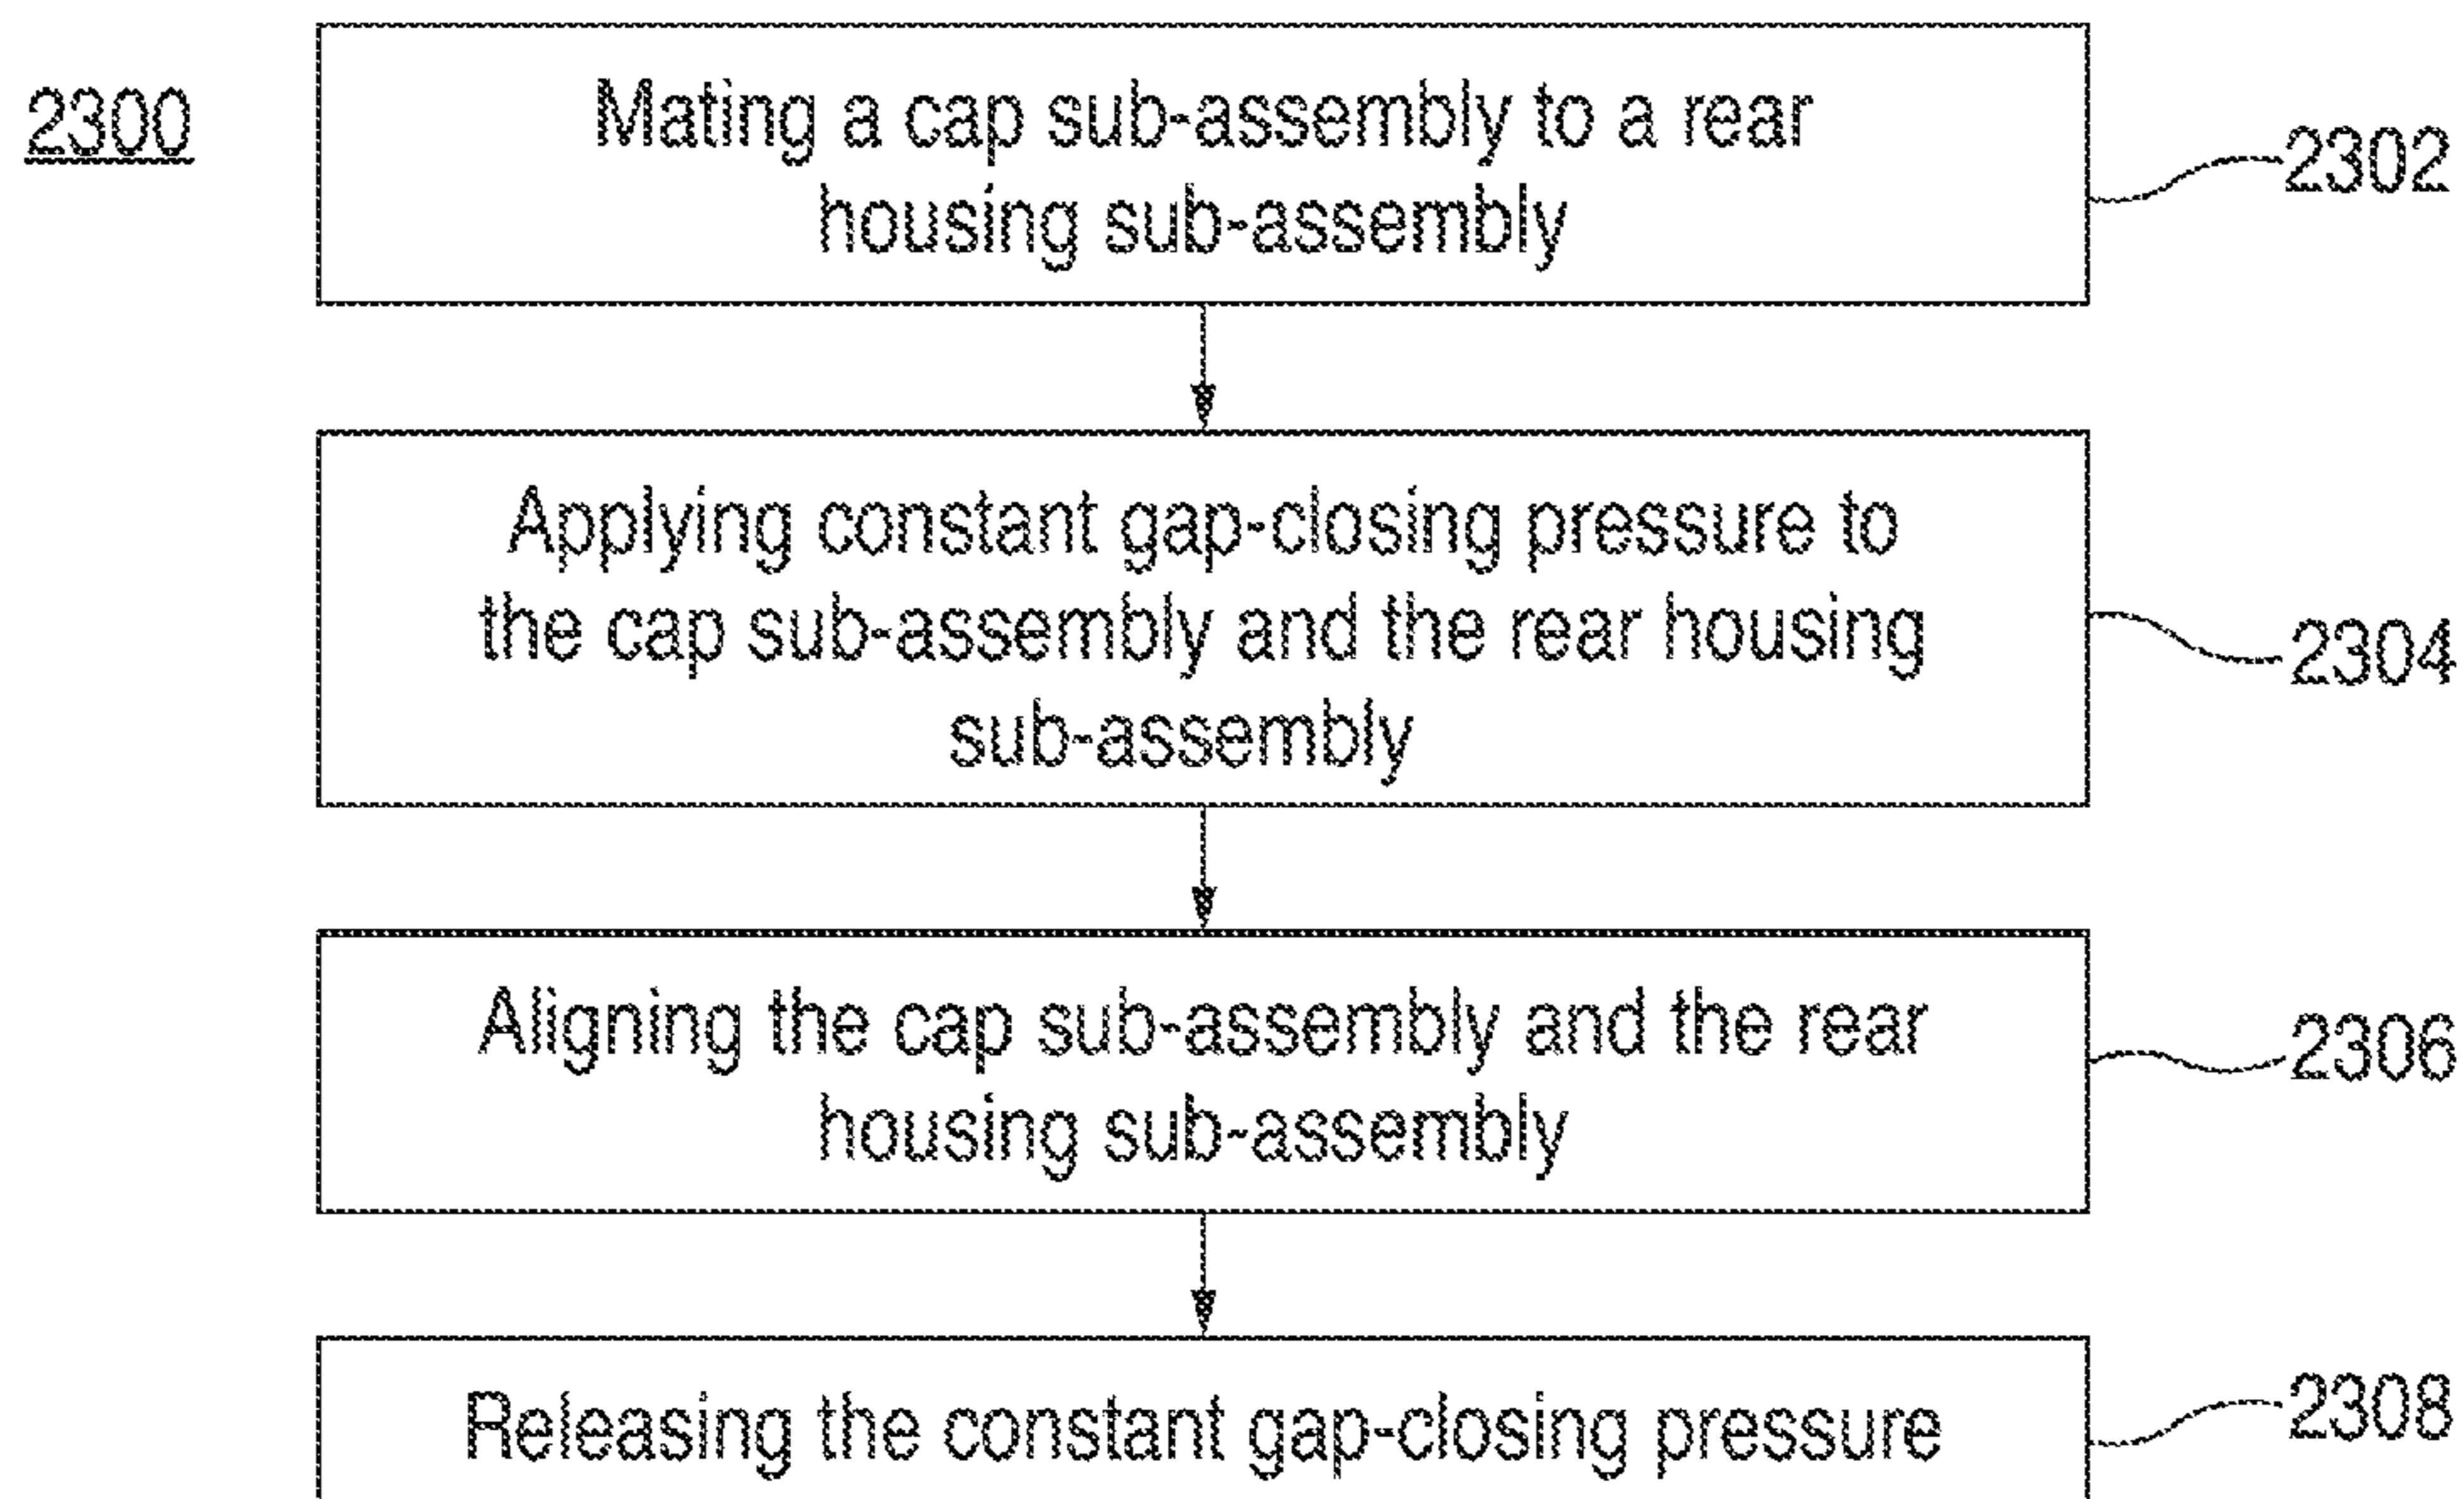 2300
Mating a cap sub-assembly to a rear
housing sub-assembly
2302
Applying constant gap-closing pressure to
the cap sub-assembly and the rear housing
sub-assembly
2304
Aligning the cap sub-assembly and the rear
housing sub-assembly
2306
Releasing the constant gap-closing pressure
2308